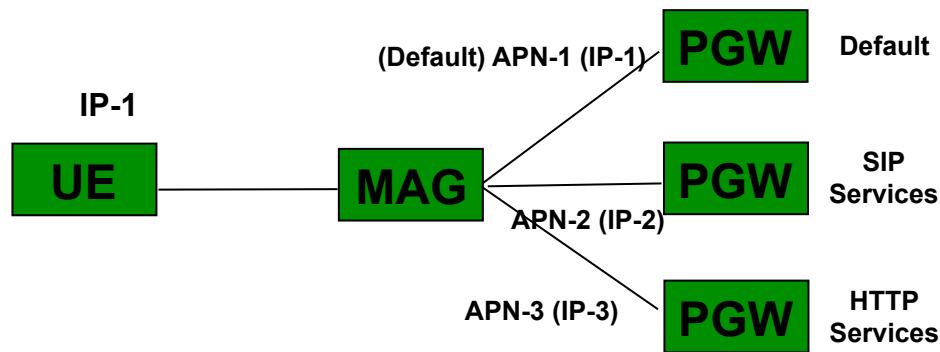 (Default) APN-1 (IP-1)
PGW
Default
IP-1
UE
MAG
PGW
SIP
Services
APN-2 (IP-2)
APN-3 (IP-3)
PGW
HTTP
Services